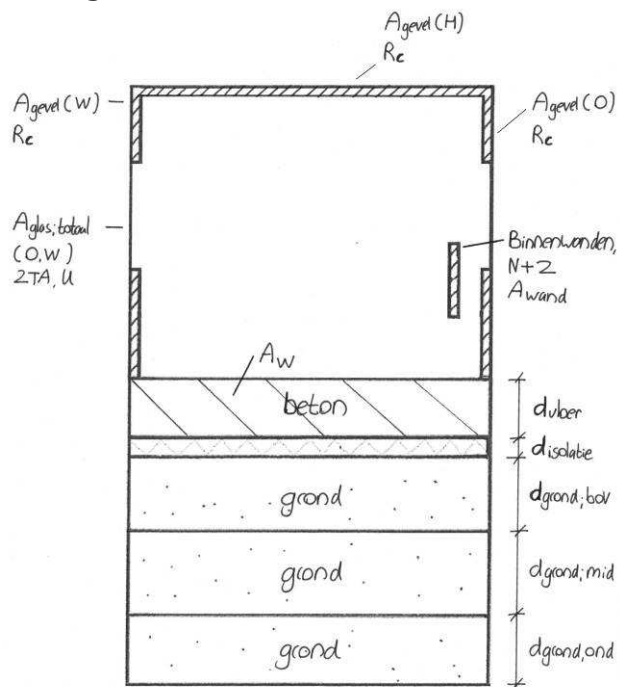 Agevel (H)
Rc
Agevel (W)
Rc
Agevel (O)
Rc
Aglas;totaal
(O,W)
ZTA, U
Binnenwanden,
N+Z
Awand
Aw
beton
dvloer
disolatie
grond
dgrond;bov
grond
dgrond;mid
grond
dgrond,ond